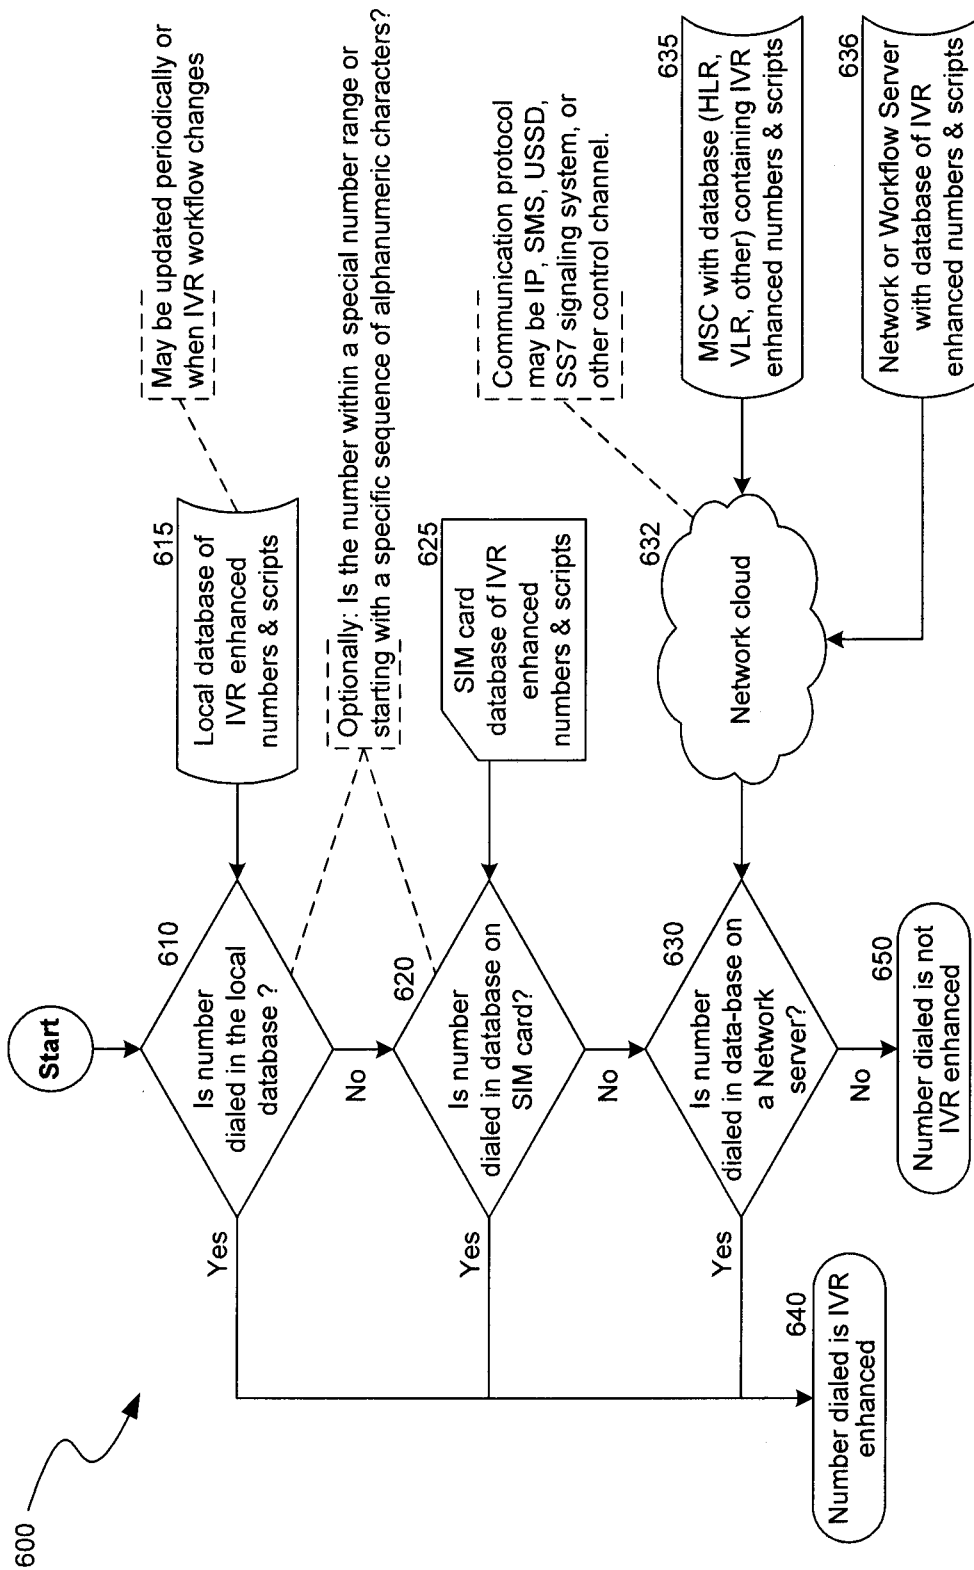 600
Start
610
Is number
dialed in the local
database ?
Yes
No
615
Local database of
IVR enhanced
numbers & scripts
May be updated periodically or
when IVR workflow changes
Optionally: Is the number within a special number range or
starting with a specific sequence of alphanumeric characters?
620
Is number
dialed in database on
SIM card?
Yes
No
625
SIM card
database of IVR
enhanced
numbers & scripts
Communication protocol
may be IP, SMS, USSD,
SS7 signaling system, or
other control channel.
630
Is number
dialed in data-base on
a Network
server?
Yes
No
632
Network cloud
635
MSC with database (HLR,
VLR, other) containing IVR
enhanced numbers & scripts
636
Network or Workflow Server
with database of IVR
enhanced numbers & scripts
640
Number dialed is IVR
enhanced
650
Number dialed is not
IVR enhanced